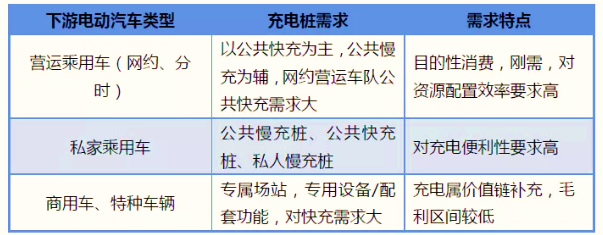 下游电动汽车类型 充电桩需求 需求特点
营运乘用车（网约、分时）
以公共快充为主，公共慢
充为辅，网约营运车队公
共快充需求大
目的性消费，刚需，对
资源配置效率要求高
私家乘用车
公共慢充桩、公共快充
桩、私人慢充桩
对充电便利性要求高
商用车、特种车辆
专属场站，专用设备/配
套功能，对快充需求大
充电属价值链补充，毛
利区间较低